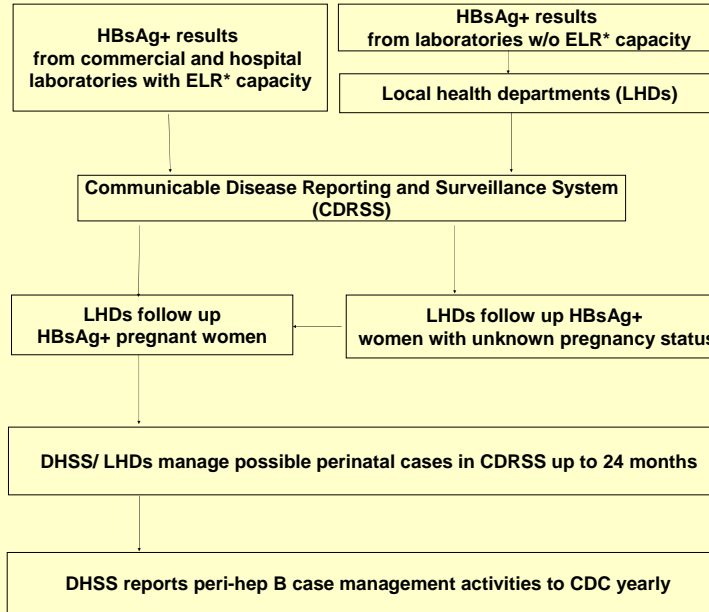 HBsAg+ results
from commercial and hospital
laboratories with ELR* capacity
HBsAg+ results
from laboratories w/o ELR* capacity
Local health departments (LHDs)
Communicable Disease Reporting and Surveillance System
(CDRSS)
LHDs follow up
HBsAg+ pregnant women
LHDs follow up HBsAg+
women with unknown pregnancy status
DHSS/ LHDs manage possible perinatal cases in CDRSS up to 24 months
DHSS reports peri-hep B case management activities to CDC yearly